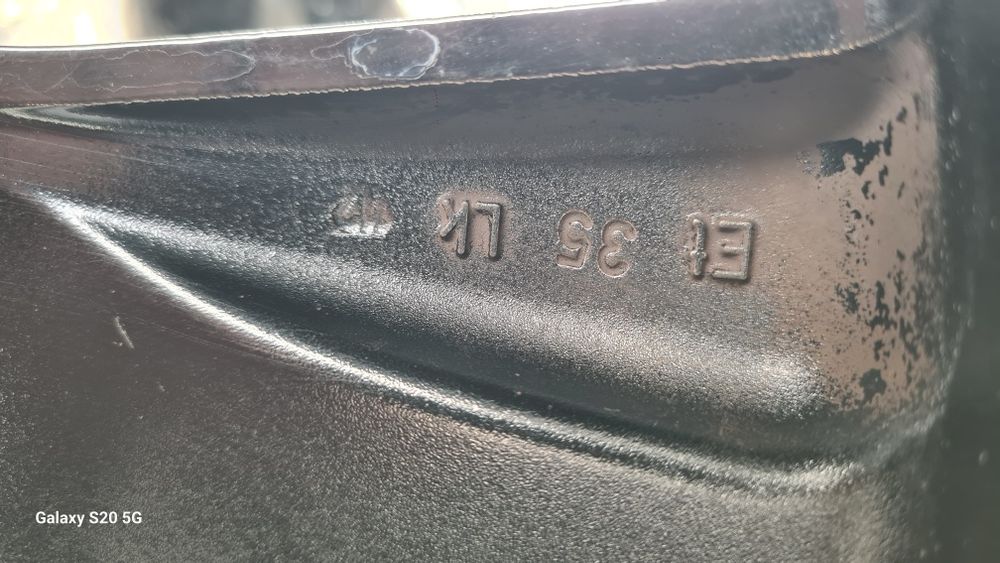 Et 35 LK
Galaxy S20 5G